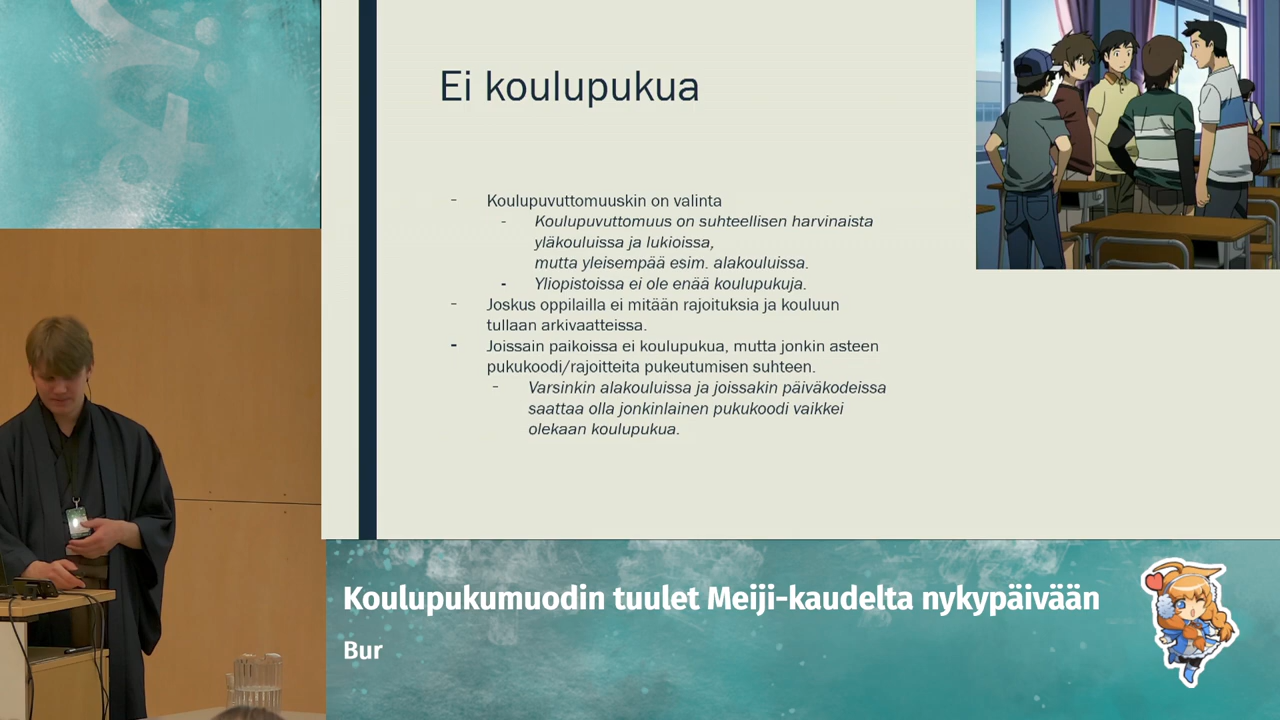 Ei koulupukua
- Koulupuvuttomuuskin on valinta
- Koulupuvuttomuus on suhteellisen harvinaista
yläkouluissa ja lukioissa,
mutta yleisempää esim. alakouluissa.
- Yliopistoissa ei ole enää koulupukuja.
- Joskus oppilailla ei mitään rajoituksia ja kouluun
tullaan arkivaatteissa.
- Joissain paikoissa ei koulupukua, mutta jonkin asteen
pukukoodi/rajoitteita pukeutumisen suhteen.
- Varsinkin alakouluissa ja joissakin päiväkodeissa
saattaa olla jonkinlainen pukukoodi vaikkei
olekaan koulupukua.
Koulupukumuodin tuulet Meiji-kaudelta nykypäivään
Bur